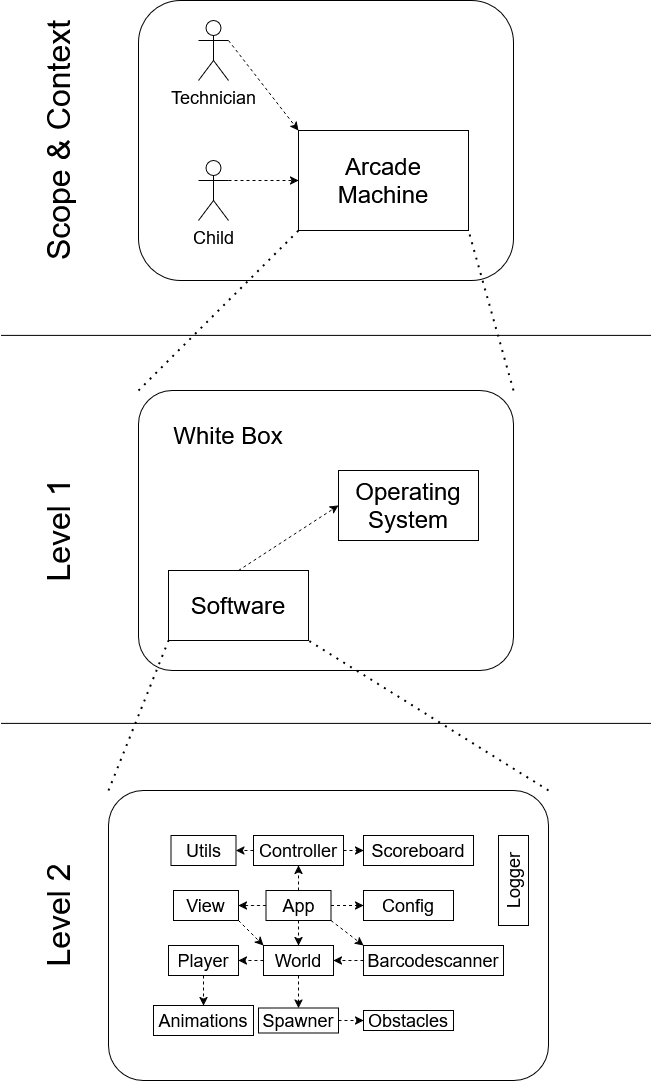 Scope & Context
Technician
Child
Arcade
Machine
Level 1
White Box
Operating
System
Software
Level 2
Utils
Controller
Scoreboard
Logger
View
App
Config
Player
World
Barcodescanner
Animations
Spawner
Obstacles